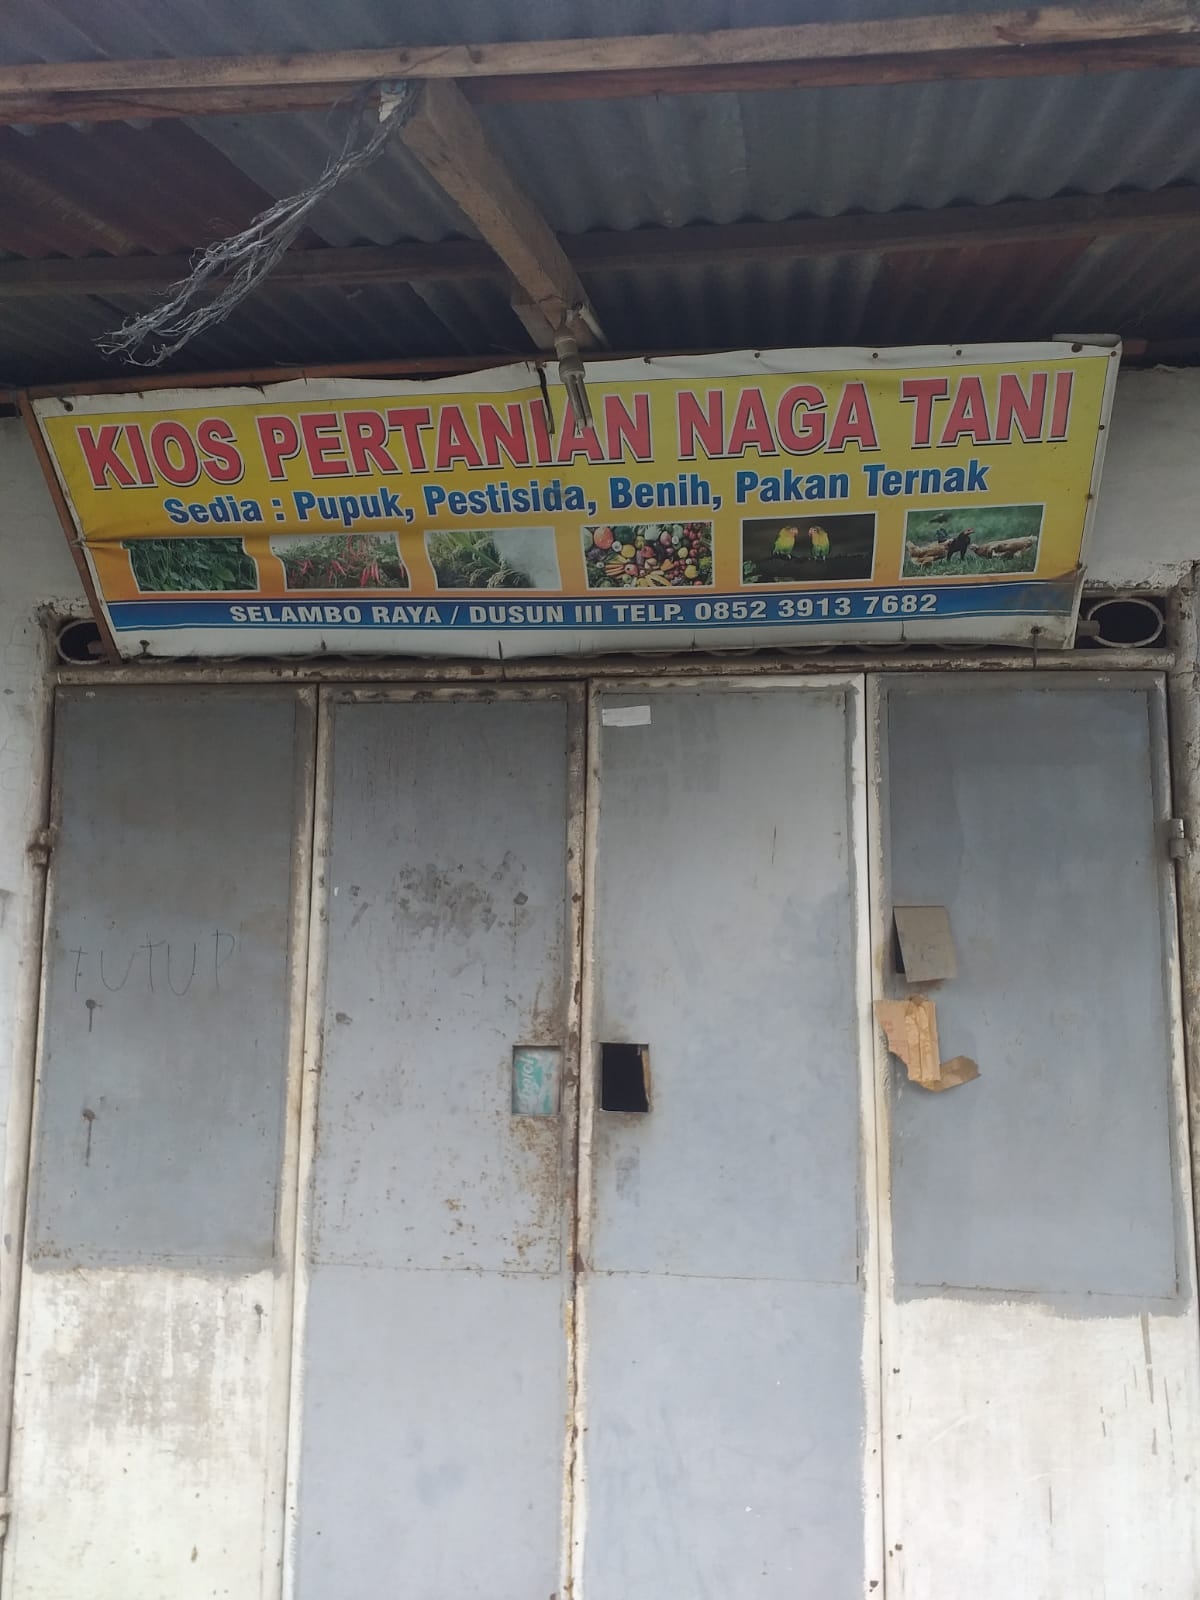 KIOS PERTANIAN NAGA TANI
Sedia : Pupuk, Pestisida, Benih, Pakan Ternak
SELAMBO RAYA / DUSUN III TELP. 0852 3913 7682
TUTUP